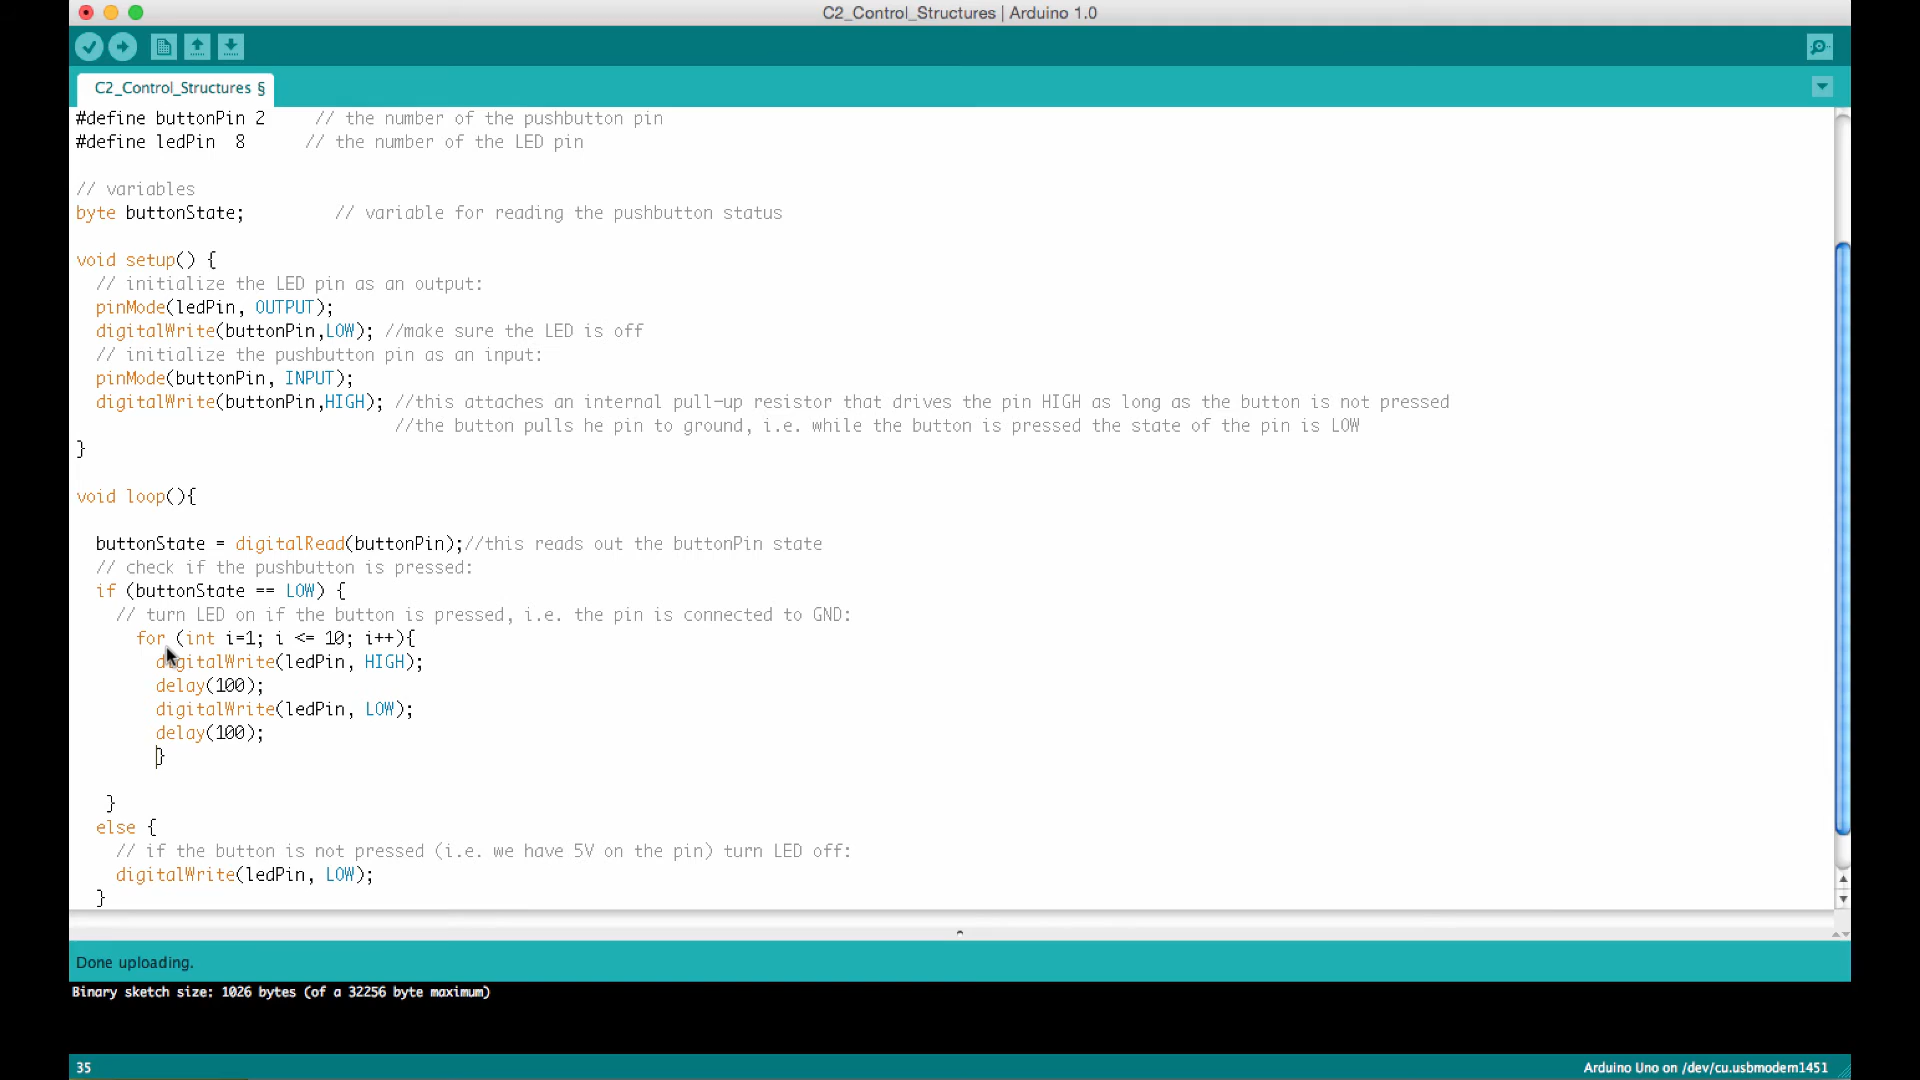 C2_Control_Structures | Arduino 1.0
C2_Control_Structures §
#define buttonPin 2     // the number of the pushbutton pin
#define ledPin  8      // the number of the LED pin
// variables
byte buttonState;         // variable for reading the pushbutton status
void setup() {
  // initialize the LED pin as an output:
  pinMode(ledPin, OUTPUT);
  digitalWrite(buttonPin,LOW); //make sure the LED is off
  // initialize the pushbutton pin as an input:
  pinMode(buttonPin, INPUT);
  digitalWrite(buttonPin,HIGH); //this attaches an internal pull-up resistor that drives the pin HIGH as long as the button is not pressed
                                //the button pulls he pin to ground, i.e. while the button is pressed the state of the pin is LOW
}
void loop(){
  buttonState = digitalRead(buttonPin);//this reads out the buttonPin state
  // check if the pushbutton is pressed:
  if (buttonState == LOW) {
    // turn LED on if the button is pressed, i.e. the pin is connected to GND:
      for (int i=1; i <= 10; i++){
        digitalWrite(ledPin, HIGH);
        delay(100);
        digitalWrite(ledPin, LOW);
        delay(100);
        }
   }
  else {
    // if the button is not pressed (i.e. we have 5V on the pin) turn LED off:
    digitalWrite(ledPin, LOW);
  }
Done uploading.
Binary sketch size: 1026 bytes (of a 32256 byte maximum)
35
Arduino Uno on /dev/cu.usbmodem1451